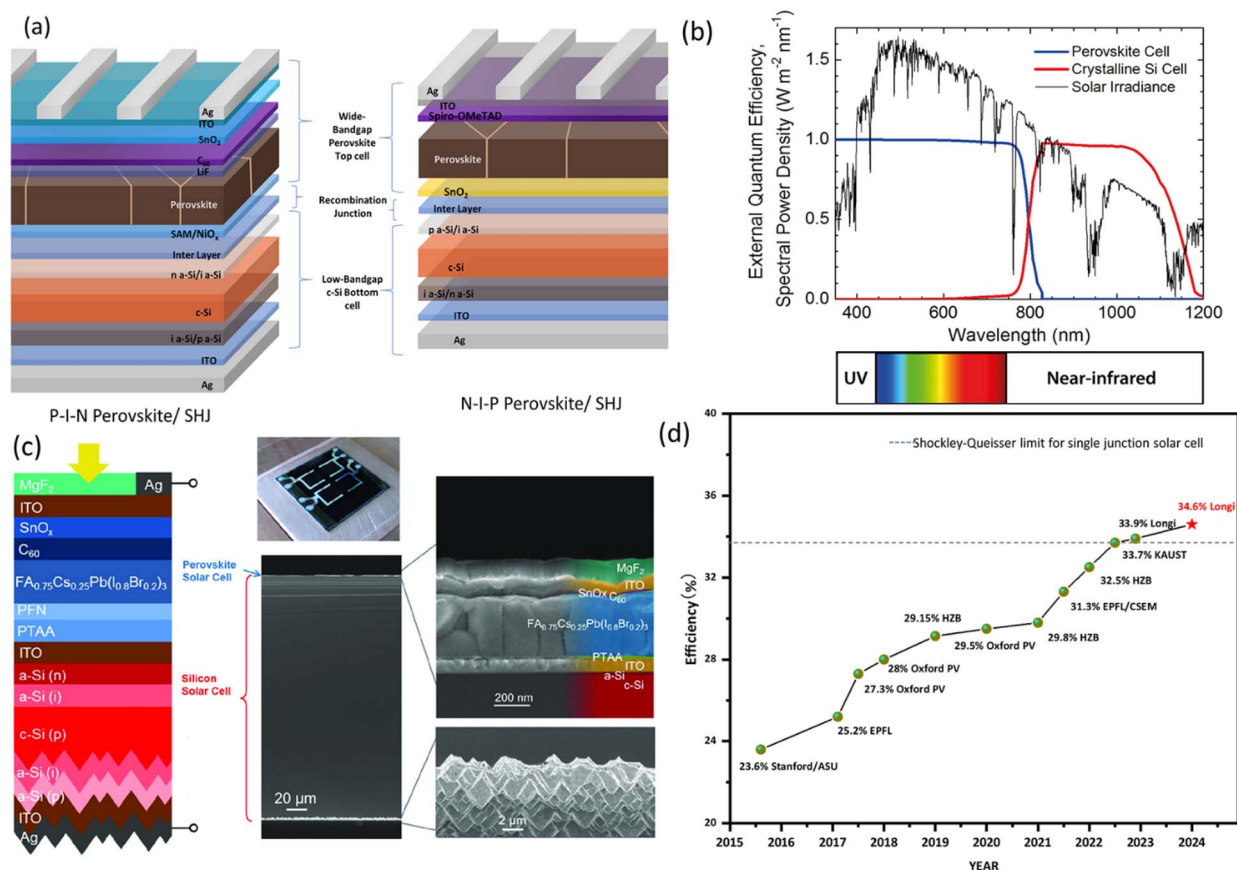 (a)
Ag
ITO
SnO₂
C₆₀
LiF
Perovskite
SAM/NiOₓ
Inter Layer
n a-Si/i a-Si
c-Si
i a-Si/p a-Si
ITO
Ag
P-I-N Perovskite/ SHJ
Wide-
Bandgap
Perovskite
Top cell
Recombination
Junction
Low-Bandgap
c-Si Bottom
cell
Ag
ITO
Spiro-OMeTAD
Perovskite
SnO₂
Inter Layer
p a-Si/i a-Si
c-Si
i a-Si/n a-Si
ITO
Ag
N-I-P Perovskite/ SHJ
(b)
External Quantum Efficiency,
Spectral Power Density (W m⁻² nm⁻¹)
1.5
1.0
0.5
0.0
Perovskite Cell
Crystalline Si Cell
Solar Irradiance
400
600
800
1000
1200
Wavelength (nm)
UV
Near-infrared
(c)
MgF₂
Ag
ITO
SnOₓ
C₆₀
FA₀.₇₅Cs₀.₂₅Pb(I₀.₈Br₀.₂)₃
PFN
PTAA
ITO
a-Si (n)
a-Si (i)
c-Si (p)
a-Si (i)
a-Si (p)
ITO
Ag
Perovskite
Solar Cell
Silicon
Solar Cell
20 µm
MgF₂
ITO
SnOx
C₆₀
FA₀.₇₅Cs₀.₂₅Pb(I₀.₈Br₀.₂)₃
PTAA
ITO
a-Si
c-Si
200 nm
2 µm
(d)
Efficiency (%)
40
36
32
28
24
20
Shockley-Queisser limit for single junction solar cell
34.6% Longi
33.9% Longi
33.7% KAUST
32.5% HZB
31.3% EPFL/CSEM
29.15% HZB
29.8% HZB
29.5% Oxford PV
28% Oxford PV
27.3% Oxford PV
25.2% EPFL
23.6% Stanford/ASU
2015
2016
2017
2018
2019
2020
2021
2022
2023
2024
YEAR